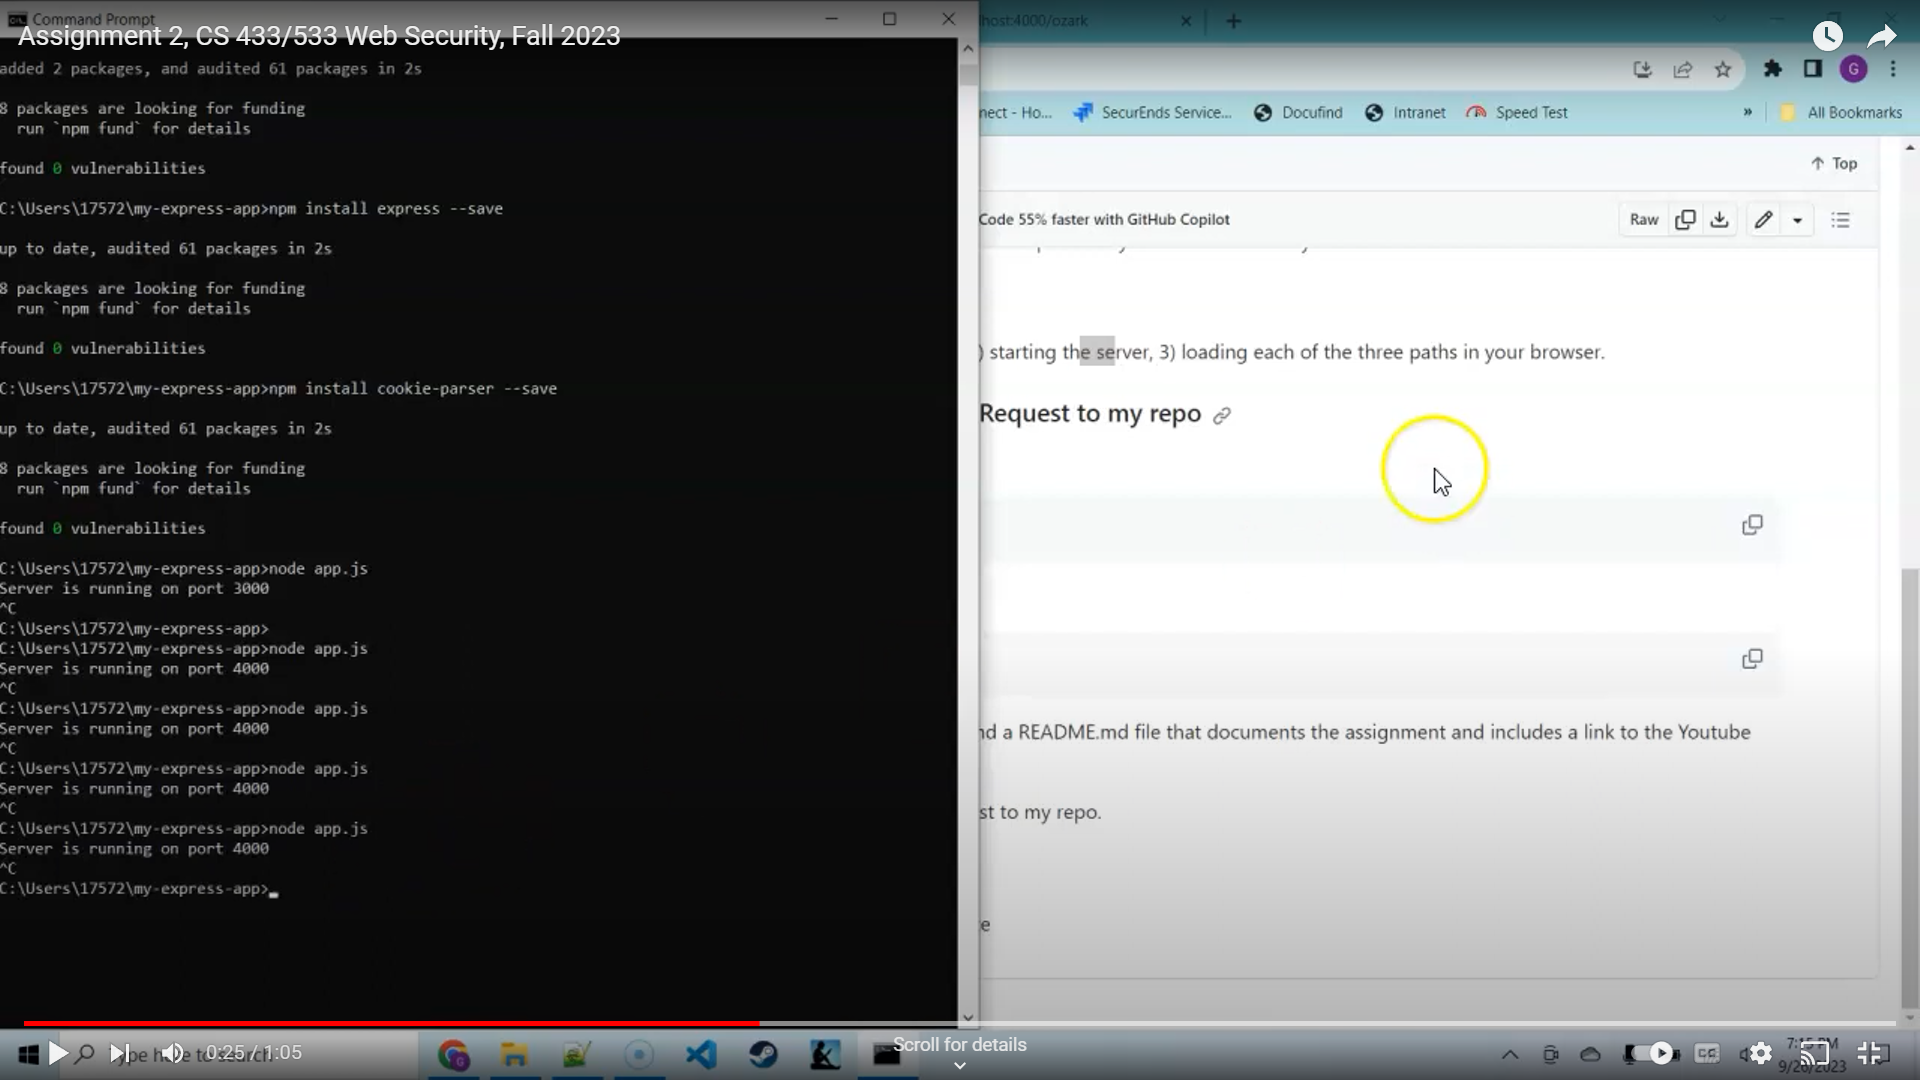 Command Prompt
Assignment 2, CS 433/533 Web Security, Fall 2023
added 2 packages, and audited 61 packages in 2s
8 packages are looking for funding
run `npm fund` for details
found 0 vulnerabilities
C:\Users\17572\my-express-app>npm install express --save
up to date, audited 61 packages in 2s
8 packages are looking for funding
run `npm fund` for details
found 0 vulnerabilities
C:\Users\17572\my-express-app>npm install cookie-parser --save
up to date, audited 61 packages in 2s
8 packages are looking for funding
run `npm fund` for details
found 0 vulnerabilities
C:\Users\17572\my-express-app>node app.js
Server is running on port 3000
^C
C:\Users\17572\my-express-app>
C:\Users\17572\my-express-app>node app.js
Server is running on port 4000
^C
C:\Users\17572\my-express-app>node app.js
Server is running on port 4000
^C
C:\Users\17572\my-express-app>node app.js
Server is running on port 4000
^C
C:\Users\17572\my-express-app>node app.js
Server is running on port 4000
^C
C:\Users\17572\my-express-app>
lhost:4000/ozark
G
nect - Ho... SecurEnds Service... Docufind Intranet Speed Test » All Bookmarks
Top
Code 55% faster with GitHub Copilot Raw
) starting the server, 3) loading each of the three paths in your browser.
Request to my repo
nd a README.md file that documents the assignment and includes a link to the Youtube
st to my repo.
0:25 / 1:05
Scroll for details
CC
7:15 PM